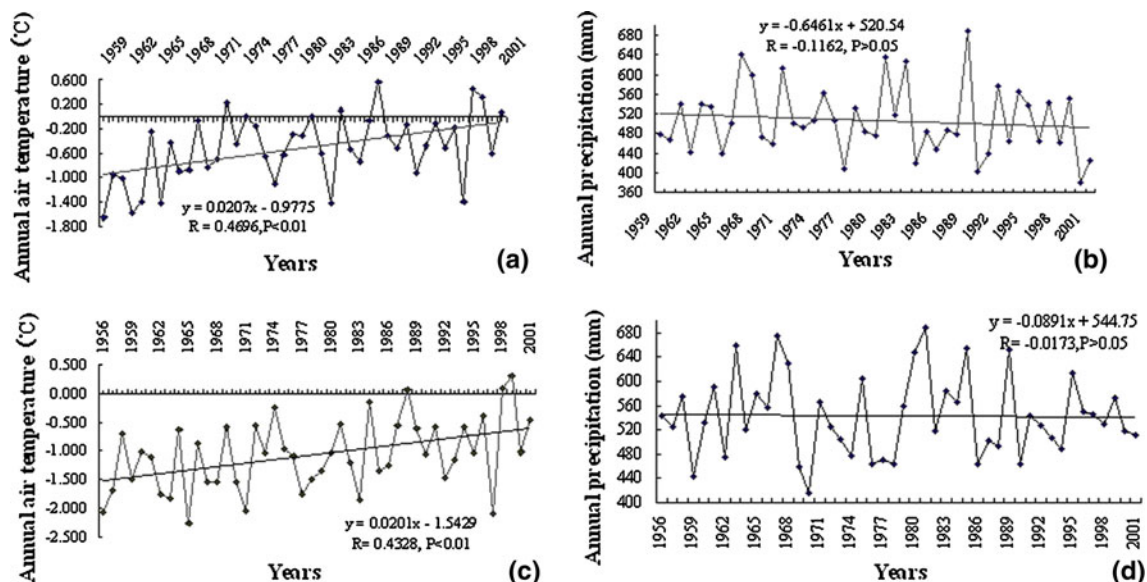 1959 1962 1965 1968 1971 1974 1977 1980 1983 1986 1989 1992 1995 1998 2001
Annual air temperature (℃)
0.600
0.200
-0.200
-0.600
-1.000
-1.400
-1.800
y = 0.0207x - 0.9775
R = 0.4696,P<0.01
Years
(a)
Annual precipitation (mm)
680
640
600
560
520
480
440
400
360
y = -0.6461x + 520.54
R = -0.1162, P>0.05
1959 1962 1965 1968 1971 1974 1977 1980 1983 1986 1989 1992 1995 1998 2001
Years
(b)
1956 1959 1962 1965 1968 1971 1974 1977 1980 1983 1986 1989 1992 1995 1998 2001
Annual air temperature (℃)
0.500
0.000
-0.500
-1.000
-1.500
-2.000
-2.500
y = 0.0201x - 1.5429
R= 0.4328, P<0.01
Years
(c)
Annual precipitation (mm)
680
640
600
560
520
480
440
400
y = -0.0891x + 544.75
R= -0.0173,P>0.05
1956 1959 1962 1965 1968 1971 1974 1977 1980 1983 1986 1989 1992 1995 1998 2001
Years
(d)